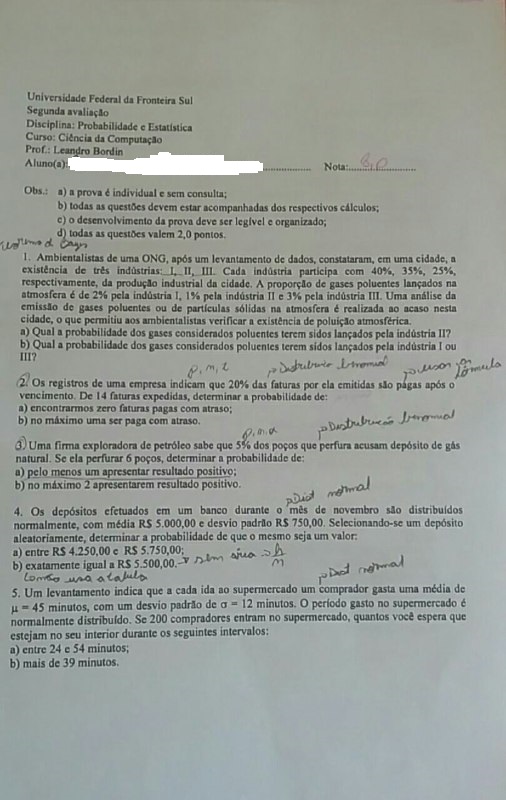 Universidade Federal da Fronteira Sul
Segunda avaliação
Disciplina: Probabilidade e Estatística
Curso: Ciência da Computação
Prof.: Leandro Bordin
Aluno(a): Nota:
Obs.: a) a prova é individual e sem consulta;
b) todas as questões devem estar acompanhadas dos respectivos cálculos;
c) o desenvolvimento da prova deve ser legível e organizado;
d) todas as questões valem 2,0 pontos.
Teorema de Bayes
1. Ambientalistas de uma ONG, após um levantamento de dados, constataram, em uma cidade, a
existência de três indústrias: I, II, III. Cada indústria participa com 40%, 35%, 25%,
respectivamente, da produção industrial da cidade. A proporção de gases poluentes lançados na
atmosfera é de 2% pela indústria I, 1% pela indústria II e 3% pela indústria III. Uma análise da
emissão de gases poluentes ou de partículas sólidas na atmosfera é realizada ao acaso nesta
cidade, o que permitiu aos ambientalistas verificar a existência de poluição atmosférica.
a) Qual a probabilidade dos gases considerados poluentes terem sido lançados pela indústria II?
b) Qual a probabilidade dos gases considerados poluentes terem sido lançados pela indústria I ou
III?
Distribuição binomial usar a fórmula
2. Os registros de uma empresa indicam que 20% das faturas por ela emitidas são pagas após o
vencimento. De 14 faturas expedidas, determinar a probabilidade de:
a) encontrarmos zero faturas pagas com atraso;
b) no máximo uma ser paga com atraso.
Distribuição binomial
3. Uma firma exploradora de petróleo sabe que 5% dos poços que perfura acusam depósito de gás
natural. Se ela perfurar 6 poços, determinar a probabilidade de:
a) pelo menos um apresentar resultado positivo;
b) no máximo 2 apresentarem resultado positivo.
Dist normal
4. Os depósitos efetuados em um banco durante o mês de novembro são distribuídos
normalmente, com média R$ 5.000,00 e desvio padrão R$ 750,00. Selecionando-se um depósito
aleatoriamente, determinar a probabilidade de que o mesmo seja um valor:
a) entre R$ 4.250,00 e R$ 5.750,00;
b) exatamente igual a R$ 5.500,00. sem área
não usa a tabela
Dist normal
5. Um levantamento indica que a cada ida ao supermercado um comprador gasta uma média de
μ = 45 minutos, com um desvio padrão de σ = 12 minutos. O período gasto no supermercado é
normalmente distribuído. Se 200 compradores entram no supermercado, quantos você espera que
estejam no seu interior durante os seguintes intervalos:
a) entre 24 e 54 minutos;
b) mais de 39 minutos.